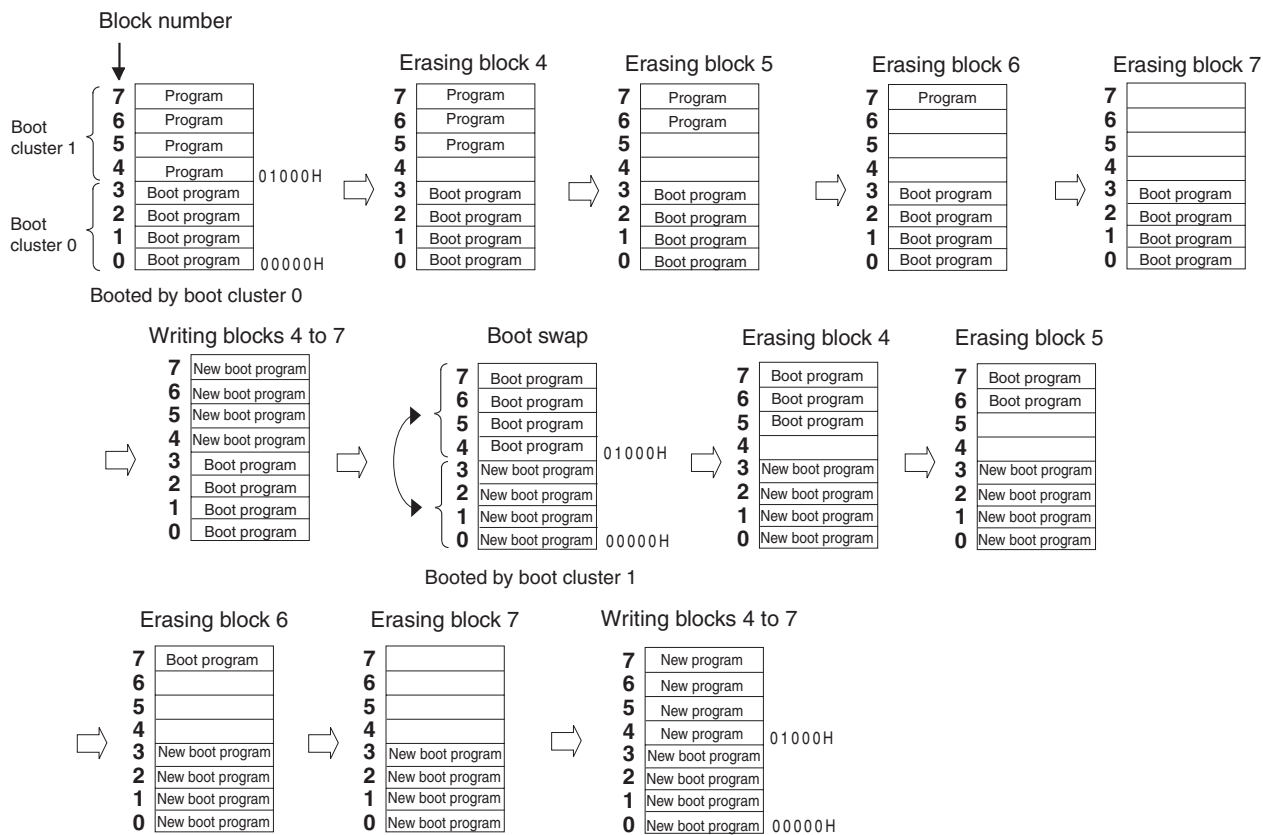 Block number
Erasing block 4
Erasing block 5
Erasing block 6
Erasing block 7
Boot
cluster 1
Boot
cluster 0
7 Program
6 Program
5 Program
4 Program
01000H
3 Boot program
2 Boot program
1 Boot program
0 Boot program
00000H
Booted by boot cluster 0
7 Program
6 Program
5 Program
4
3 Boot program
2 Boot program
1 Boot program
0 Boot program
7 Program
6 Program
5
4
3 Boot program
2 Boot program
1 Boot program
0 Boot program
7 Program
6
5
4
3 Boot program
2 Boot program
1 Boot program
0 Boot program
7
6
5
4
3 Boot program
2 Boot program
1 Boot program
0 Boot program
Writing blocks 4 to 7
7 New boot program
6 New boot program
5 New boot program
4 New boot program
3 Boot program
2 Boot program
1 Boot program
0 Boot program
Boot swap
7 Boot program
6 Boot program
5 Boot program
4 Boot program
01000H
3 New boot program
2 New boot program
1 New boot program
0 New boot program
00000H
Booted by boot cluster 1
Erasing block 4
7 Boot program
6 Boot program
5 Boot program
4
3 New boot program
2 New boot program
1 New boot program
0 New boot program
Erasing block 5
7 Boot program
6 Boot program
5
4
3 New boot program
2 New boot program
1 New boot program
0 New boot program
Erasing block 6
7 Boot program
6
5
4
3 New boot program
2 New boot program
1 New boot program
0 New boot program
Erasing block 7
7
6
5
4
3 New boot program
2 New boot program
1 New boot program
0 New boot program
Writing blocks 4 to 7
7 New program
6 New program
5 New program
4 New program
01000H
3 New boot program
2 New boot program
1 New boot program
0 New boot program
00000H